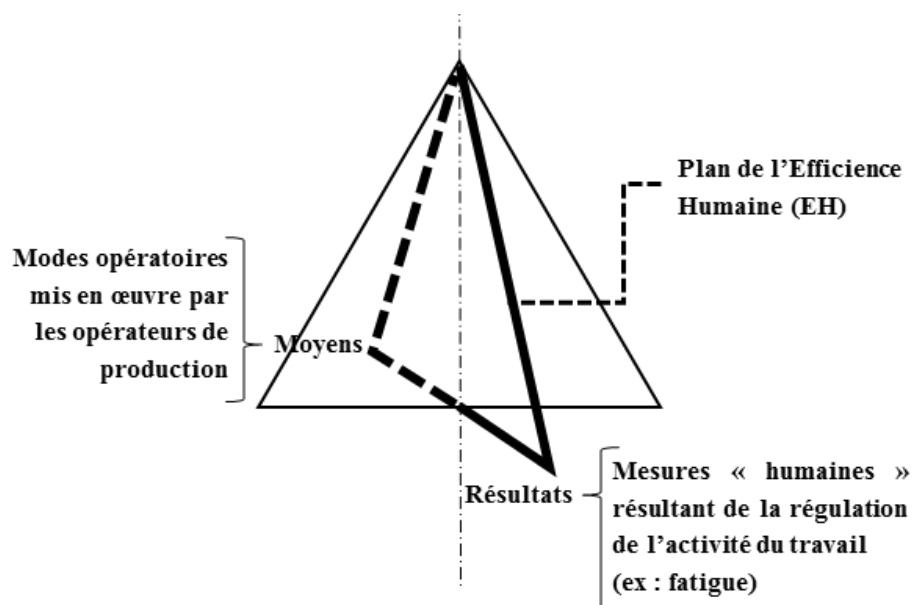 Plan de l’Efficience
Humaine (EH)
Modes opératoires
mis en œuvre par
les opérateurs de
production
Moyens
Résultats
Mesures « humaines »
résultant de la régulation
de l’activité du travail
(ex : fatigue)